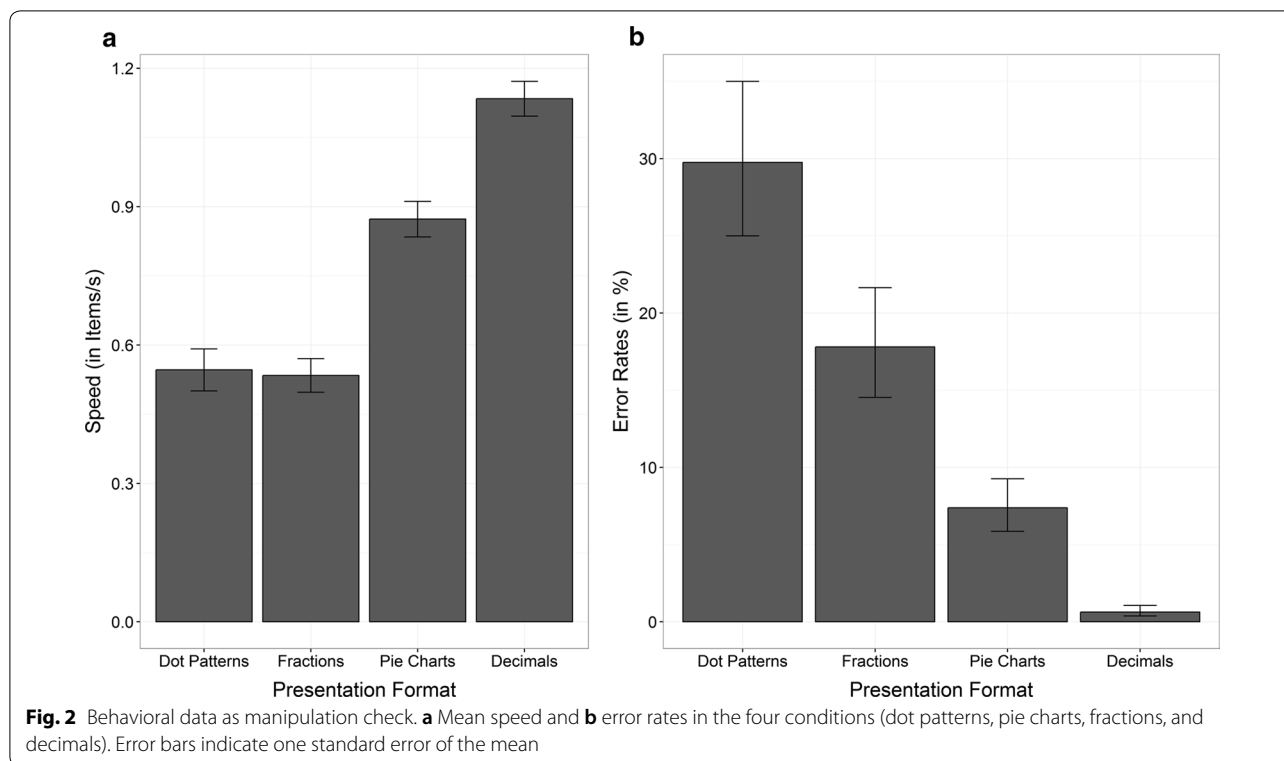 a
1.2
0.9
0.6
0.3
0.0
Speed (in Items/s)
Dot Patterns Fractions Pie Charts Decimals
Presentation Format
b
30
20
10
0
Error Rates (in %)
Dot Patterns Fractions Pie Charts Decimals
Presentation Format
Fig. 2 Behavioral data as manipulation check. a Mean speed and b error rates in the four conditions (dot patterns, pie charts, fractions, and
decimals). Error bars indicate one standard error of the mean